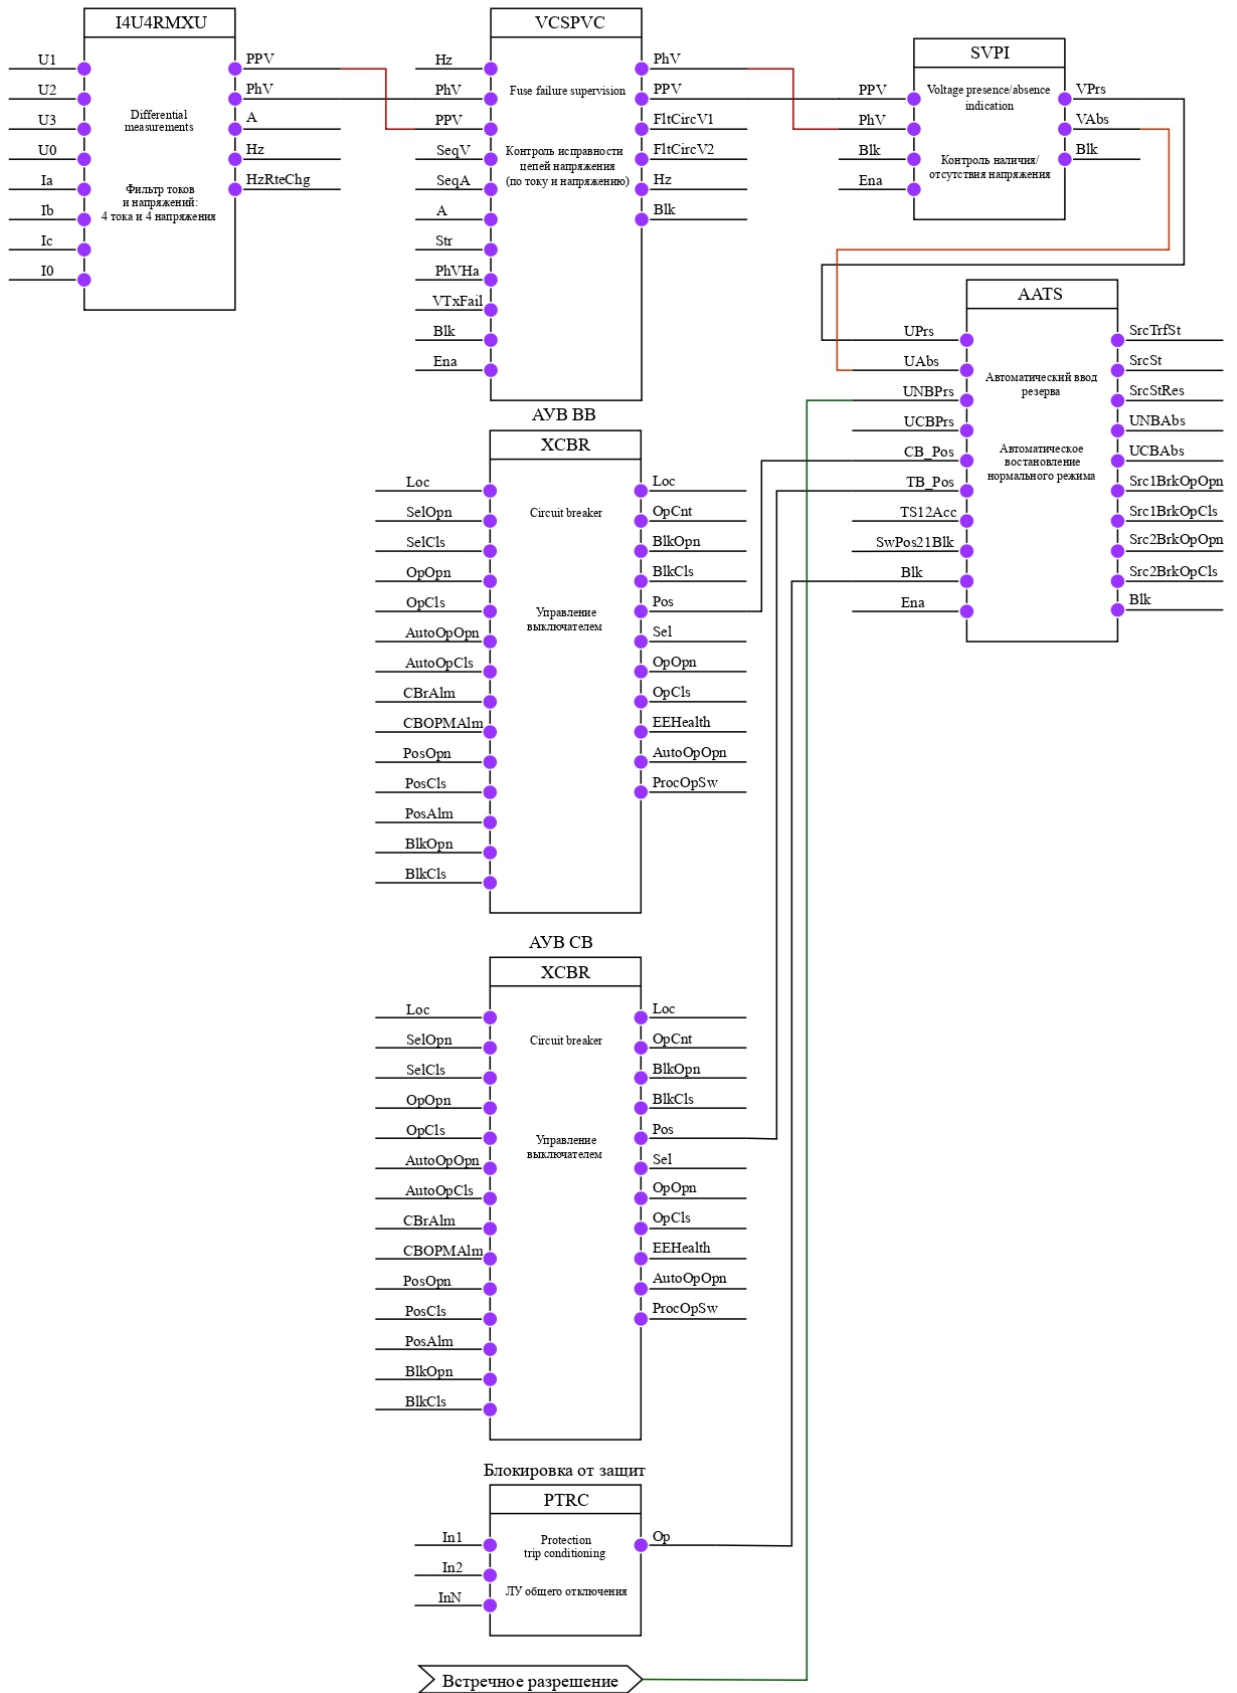 I4U4RMXU
U1
U2
U3
U0
Ia
Ib
Ic
I0
Differential
measurements
Фильтр токов
и напряжений:
4 тока и 4 напряжения
PPV
PhV
A
Hz
HzRteChg
VCSPVC
Hz
PhV
PPV
SeqV
SeqA
A
Str
PhVHa
VTxFail
Blk
Ena
Fuse failure supervision
Контроль исправности
цепей напряжения
(по току и напряжению)
PhV
PPV
FltCircV1
FltCircV2
Hz
Blk
SVPI
PPV
PhV
Blk
Ena
Voltage presence/absence
indication
Контроль наличия/
отсутствия напряжения
VPrs
VAbs
Blk
AATS
UPrs
UAbs
UNBPrs
UCBPrs
CB_Pos
TB_Pos
TS12Acc
SwPos21Blk
Blk
Ena
Автоматический ввод
резерва
Автоматическое
востановление
нормального режима
SrcTrfSt
SrcSt
SrcStRes
UNBAbs
UCBAbs
Src1BrkOpOpn
Src1BrkOpCls
Src2BrkOpOpn
Src2BrkOpCls
Blk
АУВ ВВ
XCBR
Loc
SelOpn
SelCls
OpOpn
OpCls
AutoOpOpn
AutoOpCls
CBrAlm
CBOPMAlm
PosOpn
PosCls
PosAlm
BlkOpn
BlkCls
Circuit breaker
Управление
выключателем
Loc
OpCnt
BlkOpn
BlkCls
Pos
Sel
OpOpn
OpCls
EEHealth
AutoOpOpn
ProcOpSw
АУВ СВ
XCBR
Loc
SelOpn
SelCls
OpOpn
OpCls
AutoOpOpn
AutoOpCls
CBrAlm
CBOPMAlm
PosOpn
PosCls
PosAlm
BlkOpn
BlkCls
Circuit breaker
Управление
выключателем
Loc
OpCnt
BlkOpn
BlkCls
Pos
Sel
OpOpn
OpCls
EEHealth
AutoOpOpn
ProcOpSw
Блокировка от защит
PTRC
In1
In2
InN
Protection
trip conditioning
ЛУ общего отключения
Op
Встречное разрешение